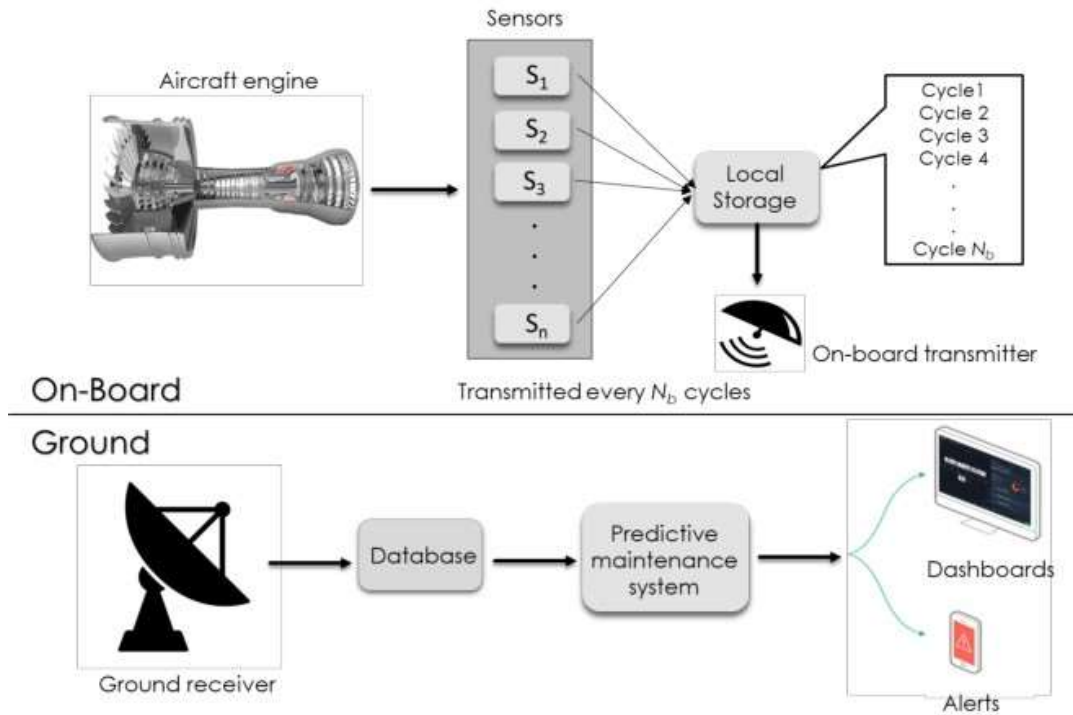 Sensors
Aircraft engine
S1
S2
S3
Sn
Local
Storage
Cycle1
Cycle 2
Cycle 3
Cycle 4
Cycle Nb
On-board transmitter
On-Board
Transmitted every Nb cycles
Ground
Ground receiver
Database
Predictive
maintenance
system
Dashboards
Alerts